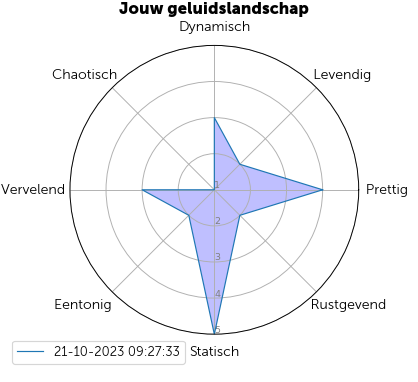 Jouw geluidslandschap
Dynamisch
Chaotisch
Levendig
Vervelend
Prettig
1
2
3
4
5
Eentonig
Rustgevend
Statisch
21-10-2023 09:27:33